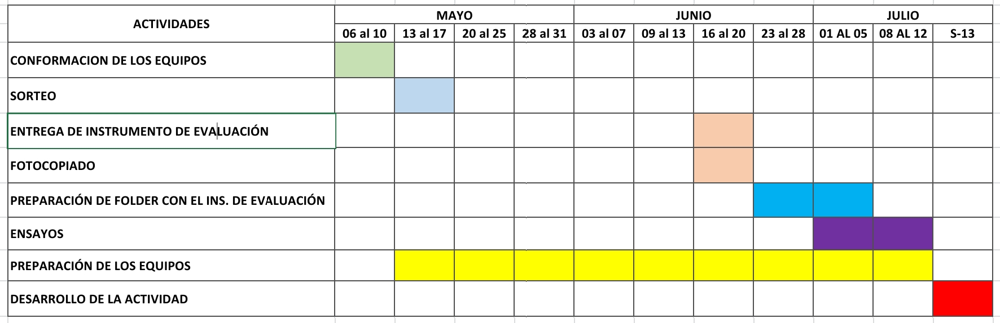 ACTIVIDADES
MAYO JUNIO JULIO
06 al 10 13 al 17 20 al 25 28 al 31 03 al 07 09 al 13 16 al 20 23 al 28 01 AL 05 08 AL 12 S-13
CONFORMACION DE LOS EQUIPOS
SORTEO
ENTREGA DE INSTRUMENTO DE EVALUACIÓN
FOTOCOPIADO
PREPARACIÓN DE FOLDER CON EL INS. DE EVALUACIÓN
ENSAYOS
PREPARACIÓN DE LOS EQUIPOS
DESARROLLO DE LA ACTIVIDAD